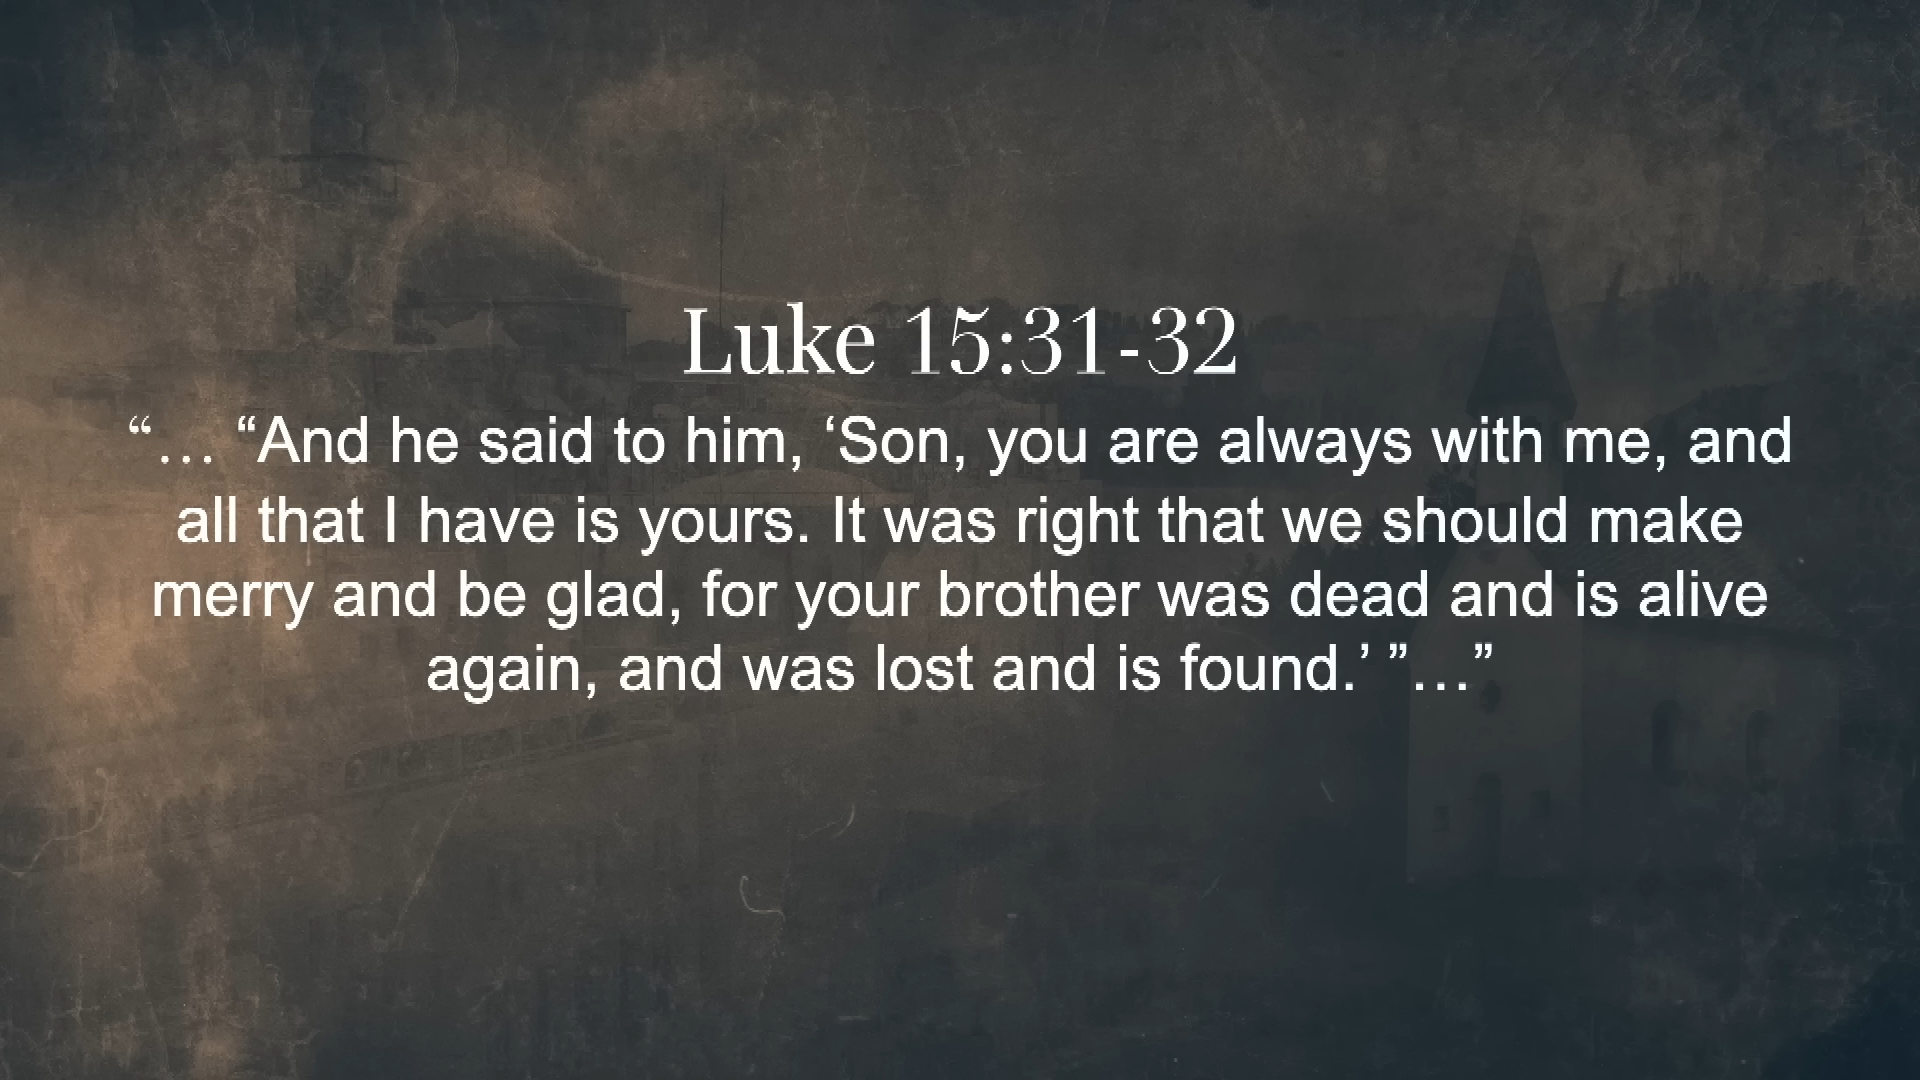 Luke 15:31-32
“… “And he said to him, ‘Son, you are always with me, and
all that I have is yours. It was right that we should make
merry and be glad, for your brother was dead and is alive
again, and was lost and is found.’ ”…”